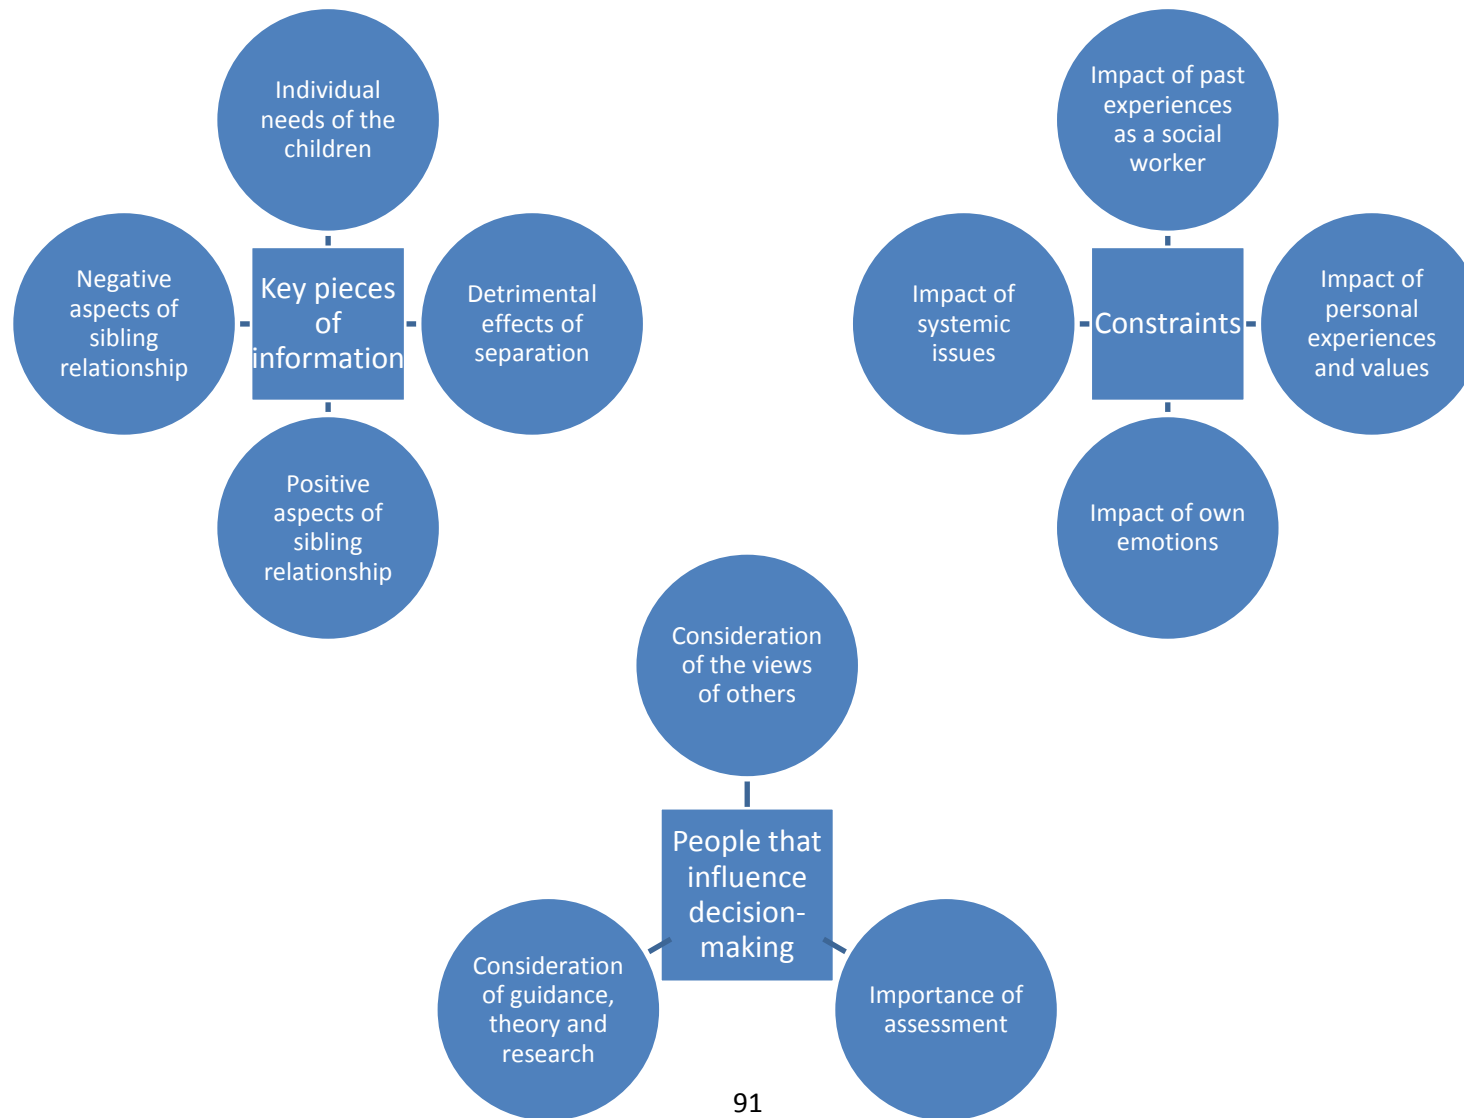 Individual
needs of the
children
Negative
aspects of
sibling
relationship
Key pieces
of
information
Detrimental
effects of
separation
Positive
aspects of
sibling
relationship
Impact of past
experiences
as a social
worker
Impact of
systemic
issues
Constraints
Impact of
personal
experiences
and values
Impact of own
emotions
Consideration
of the views
of others
People that
influence
decision-
making
Consideration
of guidance,
theory and
research
Importance of
assessment
91